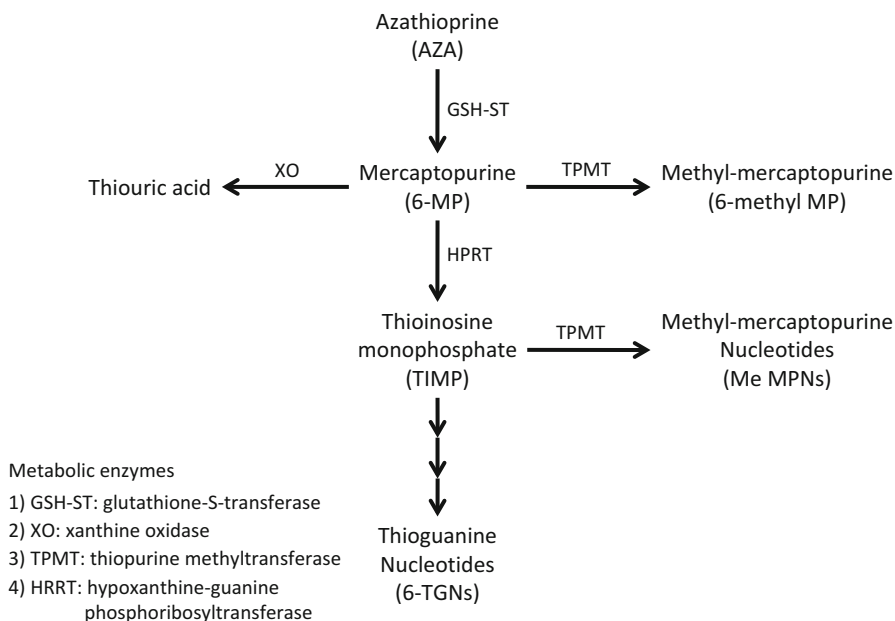 Azathioprine
(AZA)
GSH-ST
Thiouric acid
XO
Mercaptopurine
(6-MP)
TPMT
Methyl-mercaptopurine
(6-methyl MP)
HPRT
Thioinosine
monophosphate
(TIMP)
TPMT
Methyl-mercaptopurine
Nucleotides
(Me MPNs)
Thioguanine
Nucleotides
(6-TGNs)
Metabolic enzymes
1) GSH-ST: glutathione-S-transferase
2) XO: xanthine oxidase
3) TPMT: thiopurine methyltransferase
4) HRRT: hypoxanthine-guanine
phosphoribosyltransferase